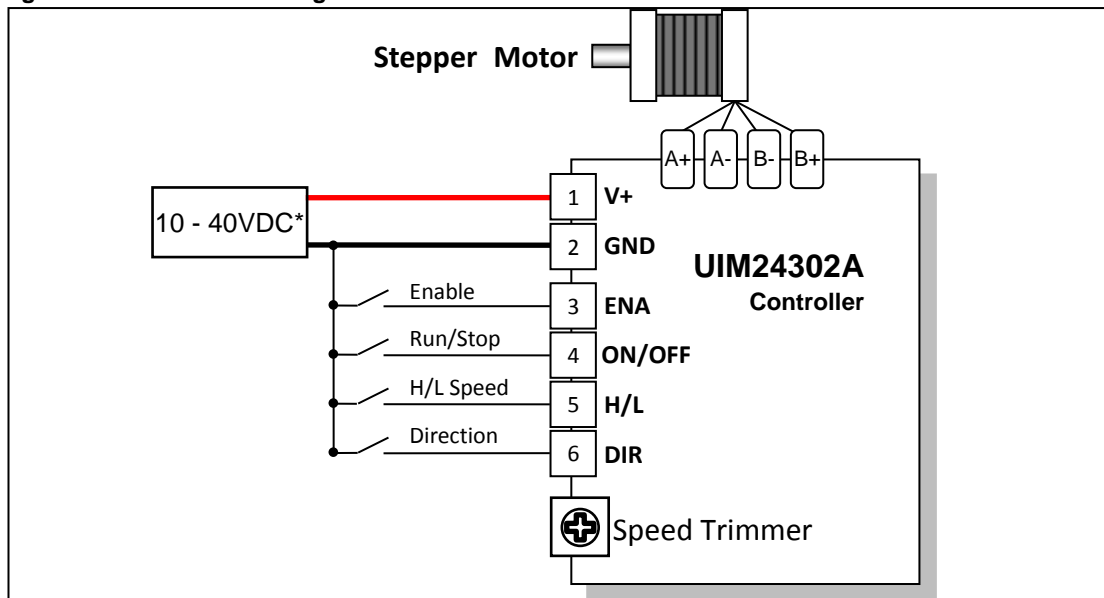 Stepper Motor
A+ A- B- B+
10 - 40VDC*
1 V+
2 GND
UIM24302A
Controller
Enable
3 ENA
Run/Stop
4 ON/OFF
H/L Speed
5 H/L
Direction
6 DIR
Speed Trimmer